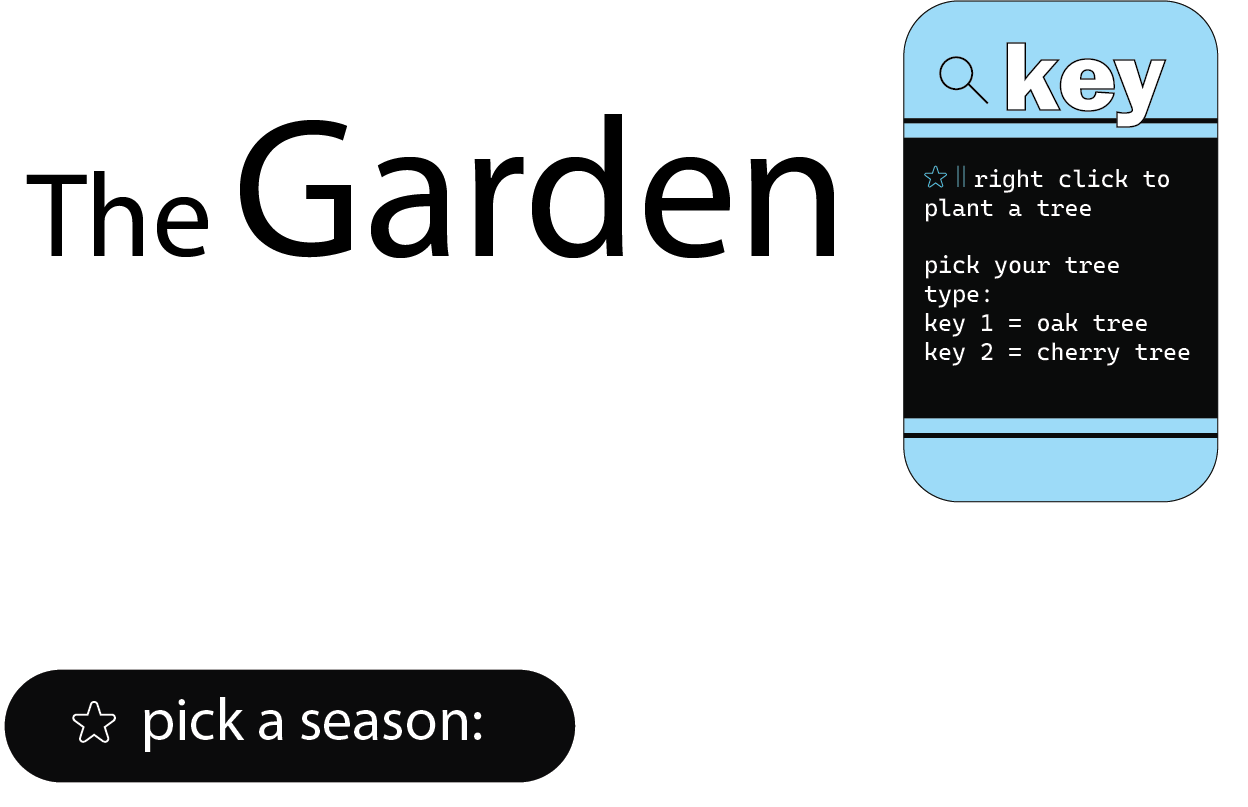 The Garden
key
right click to
plant a tree
pick your tree
type:
key 1 = oak tree
key 2 = cherry tree
pick a season: